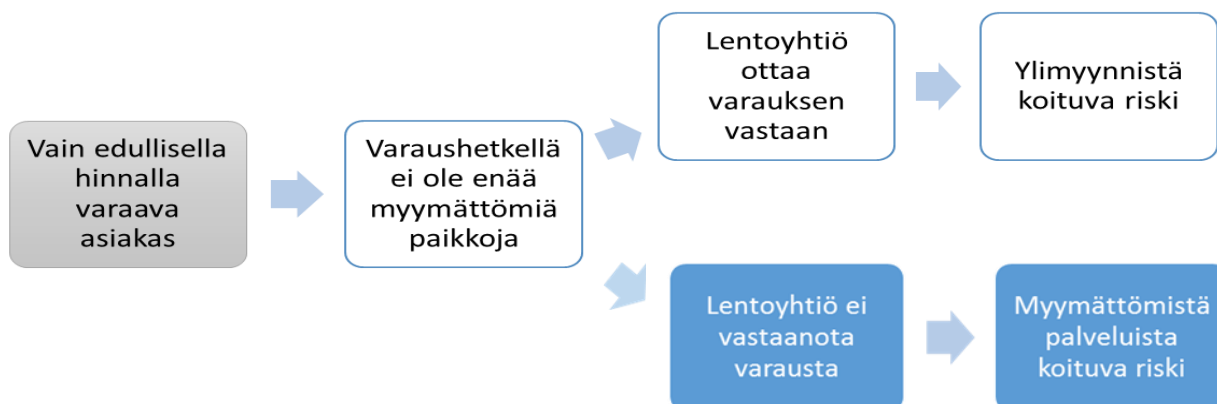 Vain edullisella
hinnalla
varaava
asiakas
Varaushetkellä
ei ole enää
myymättömiä
paikkoja
Lentoyhtiö
ottaa
varauksen
vastaan
Ylimyynnistä
koituva riski
Lentoyhtiö ei
vastaanota
varausta
Myymättömistä
palveluista
koituva riski